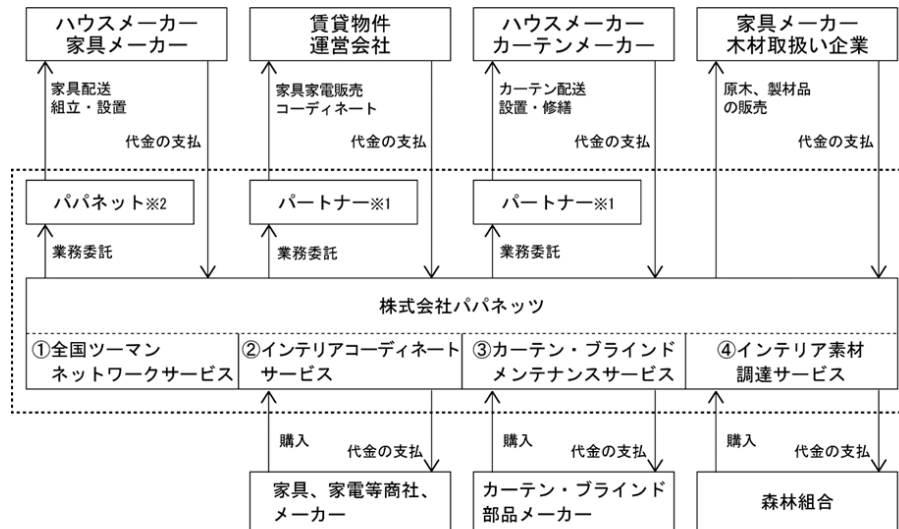 ハウスメーカー
家具メーカー
賃貸物件
運営会社
ハウスメーカー
カーテンメーカー
家具メーカー
木材取扱い企業
家具配送
組立・設置
代金の支払
家具家電販売
コーディネート
代金の支払
カーテン配送
設置・修繕
代金の支払
原木、製材品
の販売
代金の支払
パパネット※2
パートナー※1
パートナー※1
業務委託
業務委託
業務委託
株式会社パパネッツ
①全国ツーマン
ネットワークサービス
②インテリアコーディネート
サービス
③カーテン・ブラインド
メンテナンスサービス
④インテリア素材
調達サービス
購入
代金の支払
購入
代金の支払
購入
代金の支払
家具、家電等商社、
メーカー
カーテン・ブラインド
部品メーカー
森林組合